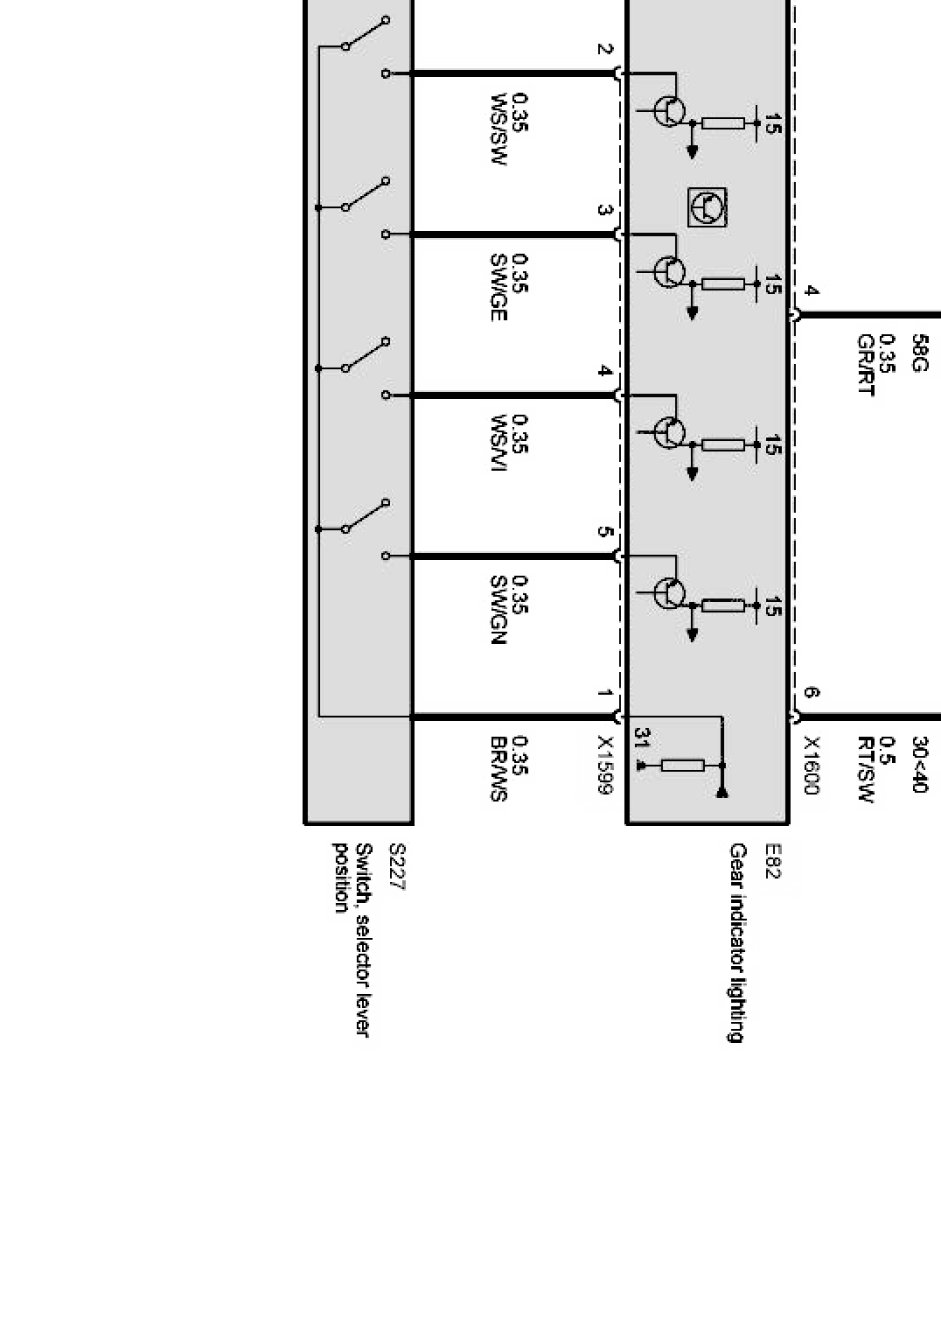 58G
0.35
GR/RT
30<40
0.5
RT/SW
4
6
X1600
15
15
15
15
31
E82
Gear indicator lighting
2
3
4
5
1
X1599
0.35
WS/SW
0.35
SW/GE
0.35
WS/VI
0.35
SW/GN
0.35
BR/WS
S227
Switch, selector lever
position